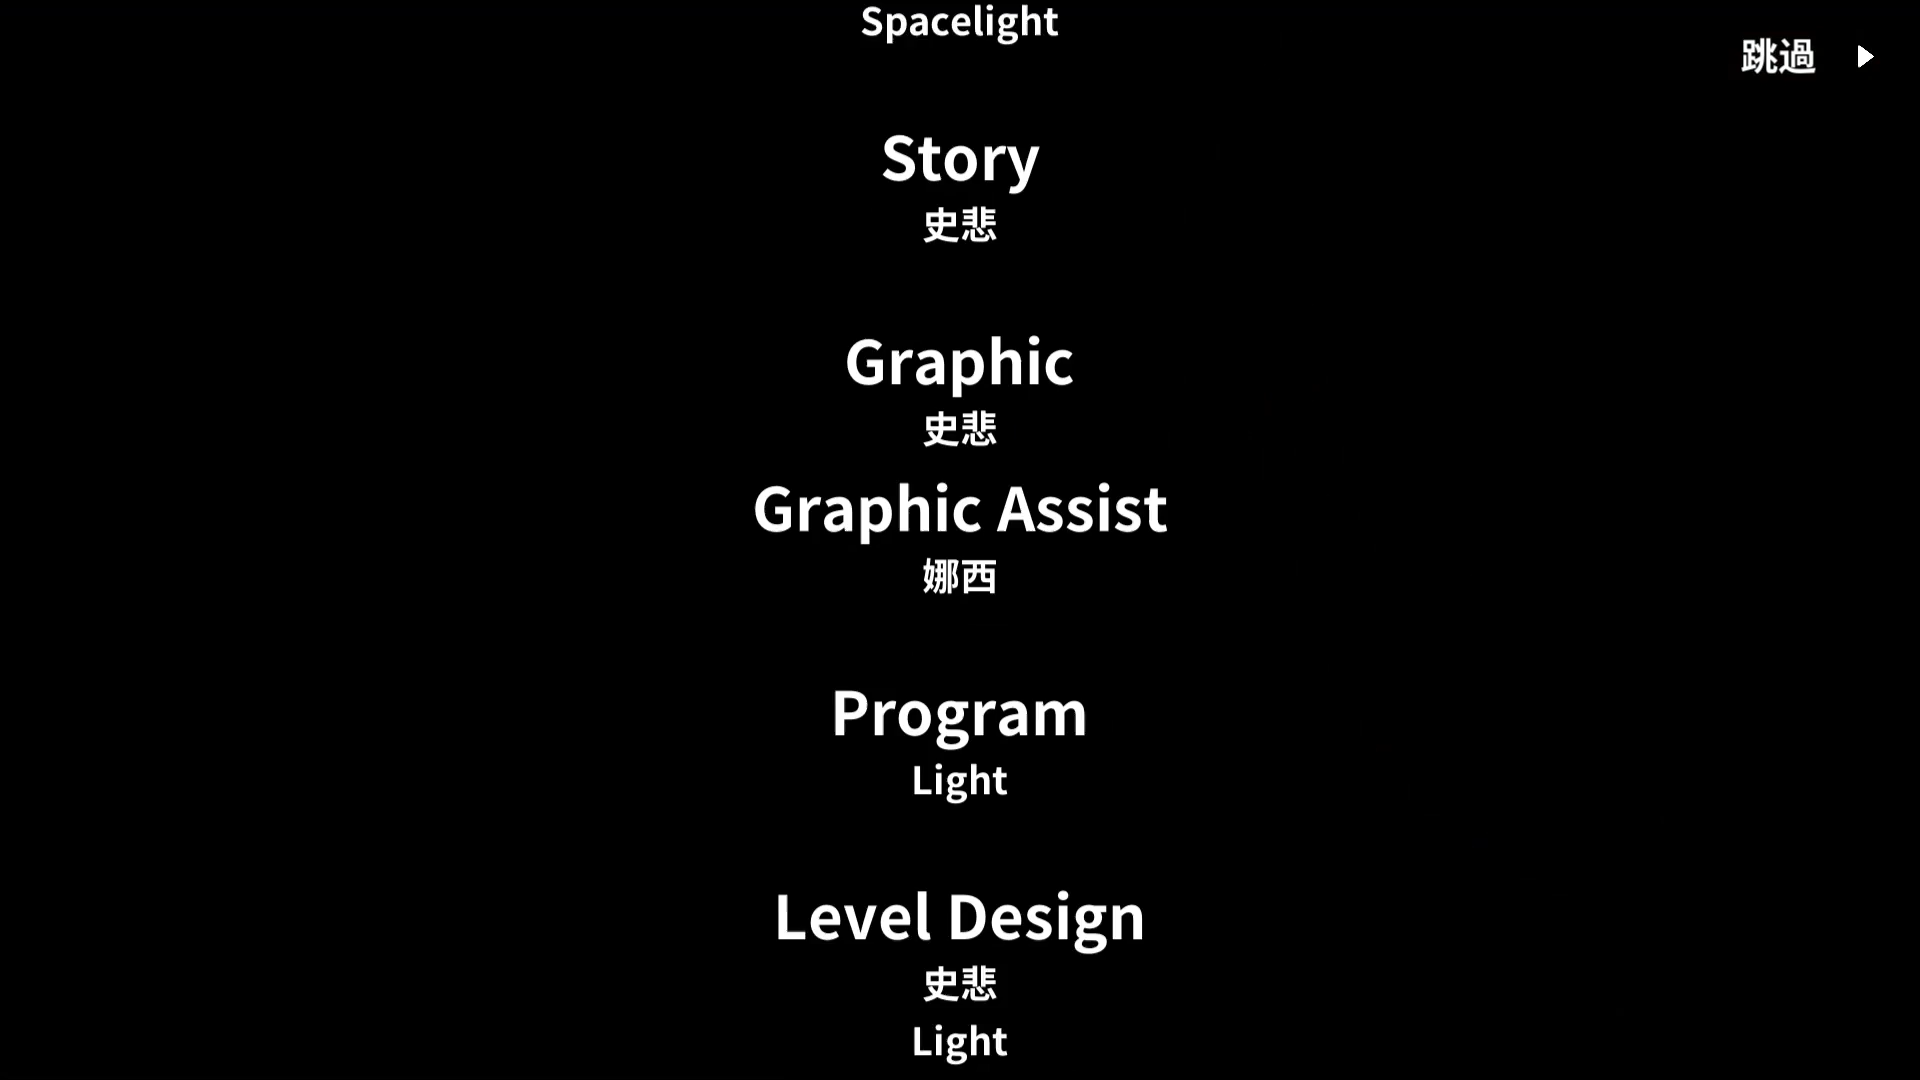 Spacelight
跳過
Story
史悲
Graphic
史悲
Graphic Assist
娜西
Program
Light
Level Design
史悲
Light